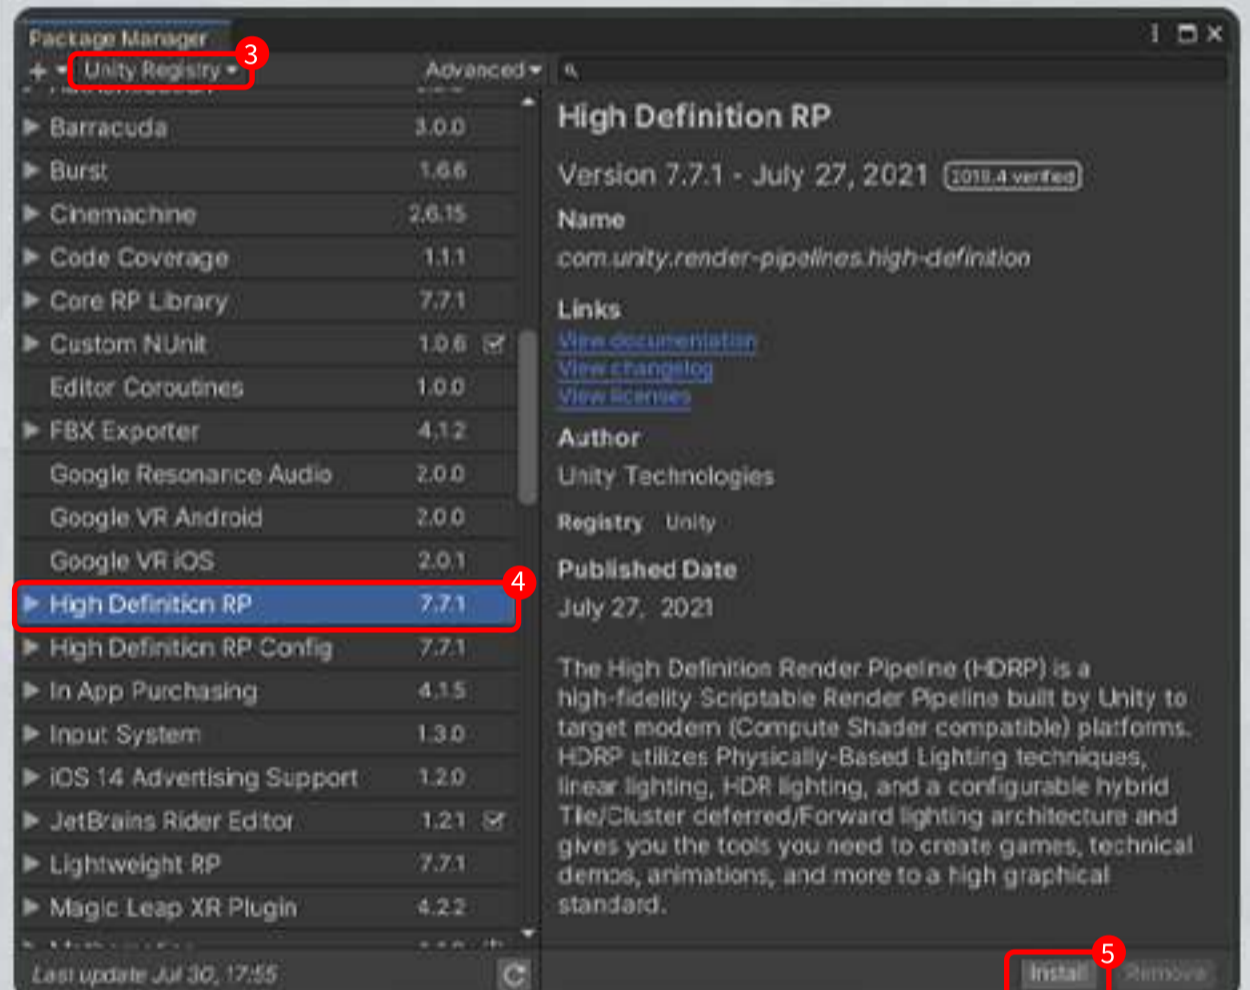 Package Manager
3
+ Unity Registry
Advanced
Barracuda 3.0.0
Burst 1.6.6
Cinemachine 2.6.15
Code Coverage 1.1.1
Core RP Library 7.7.1
Custom NUnit 1.0.6
Editor Coroutines 1.0.0
FBX Exporter 4.1.2
Google Resonance Audio 2.0.0
Google VR Android 2.0.0
Google VR iOS 2.0.1
4
High Definition RP 7.7.1
High Definition RP Config 7.7.1
In App Purchasing 4.1.5
Input System 1.3.0
iOS 14 Advertising Support 1.2.0
JetBrains Rider Editor 1.2.1
Lightweight RP 7.7.1
Magic Leap XR Plugin 4.2.2
Last update Jul 30, 17:55
High Definition RP
Version 7.7.1 - July 27, 2021 2019.4 verified
Name
com.unity.render-pipelines.high-definition
Links
View documentation
View changelog
View licenses
Author
Unity Technologies
Registry Unity
Published Date
July 27, 2021
The High Definition Render Pipeline (HDRP) is a
high-fidelity Scriptable Render Pipeline built by Unity to
target modern (Compute Shader compatible) platforms.
HDRP utilizes Physically-Based Lighting techniques,
linear lighting, HDR lighting, and a configurable hybrid
Tile/Cluster deferred/Forward lighting architecture and
gives you the tools you need to create games, technical
demos, animations, and more to a high graphical
standard.
5
Install Remove